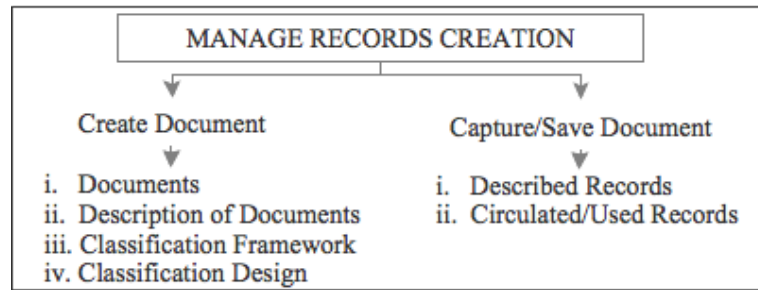 MANAGE RECORDS CREATION
Create Document
i. Documents
ii. Description of Documents
iii. Classification Framework
iv. Classification Design
Capture/Save Document
i. Described Records
ii. Circulated/Used Records